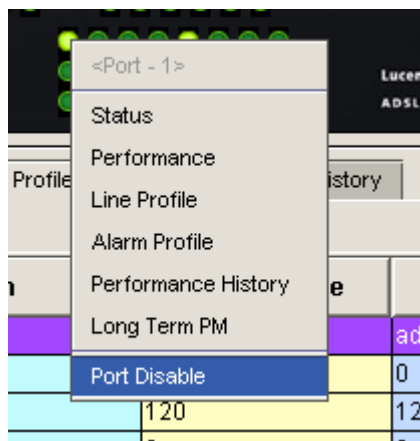 <Port - 1>
Lucen
ADSL
Status
Performance
Profile
istory
Line Profile
Alarm Profile
Performance History
e
Long Term PM
ad
Port Disable
0
120
12